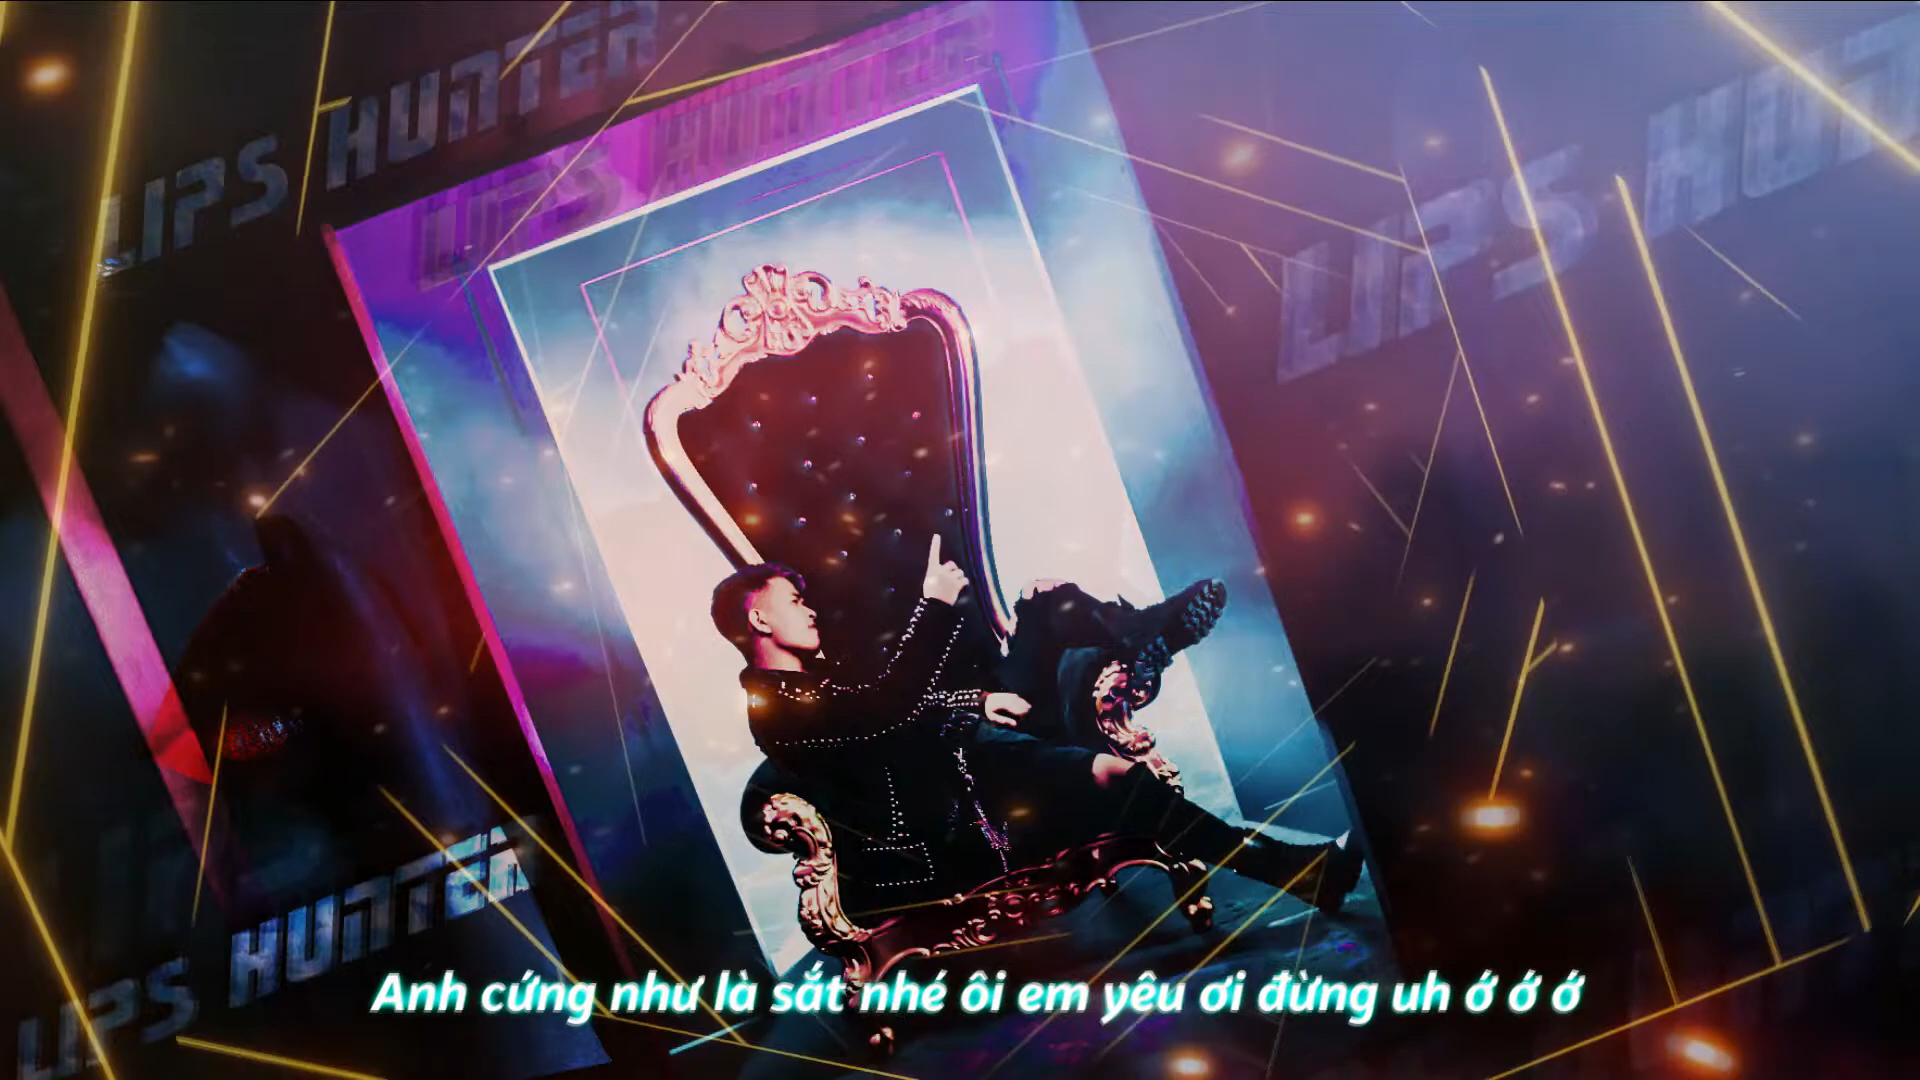 LIPS HUNTER
LIPS HUNTER
LIPS HUN
LIPS HUNTER
Anh cứng như là sắt nhé ôi em yêu ơi đừng uh ớ ớ ớ